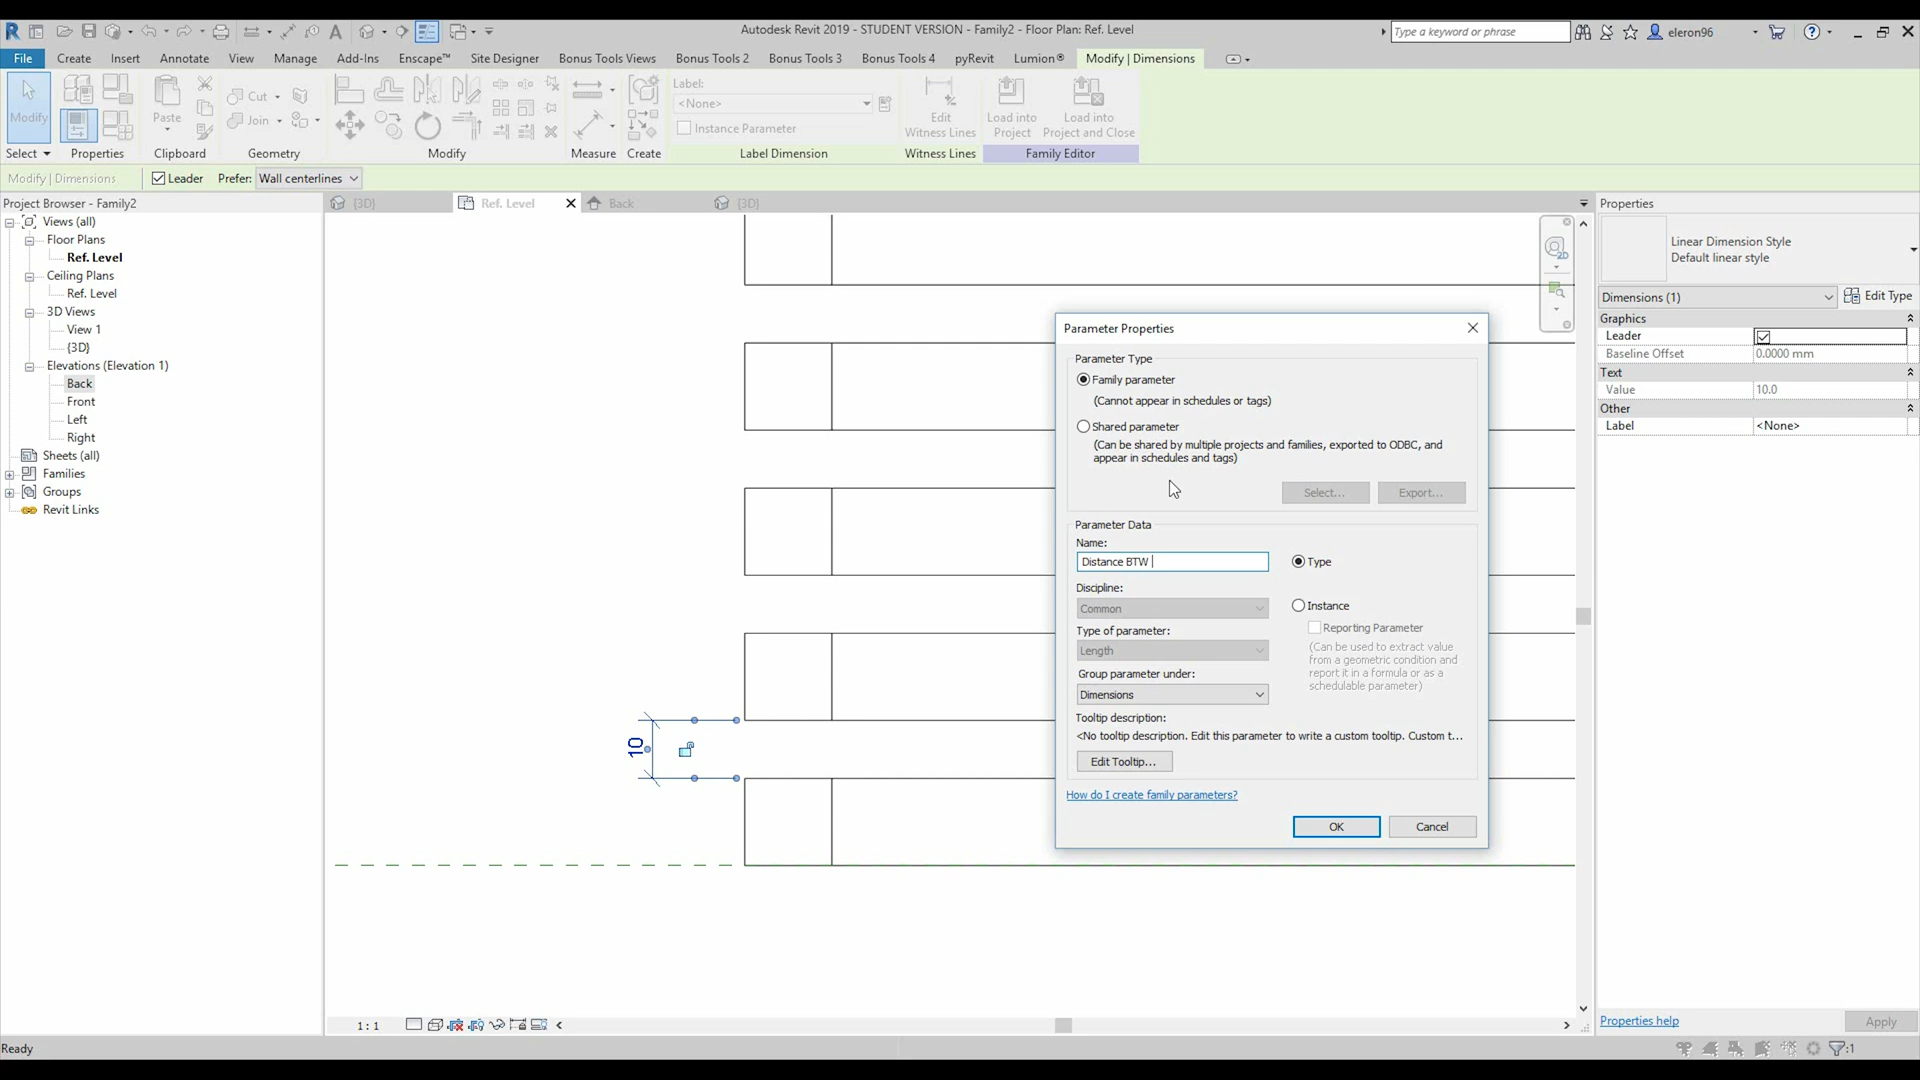 Autodesk Revit 2019 - STUDENT VERSION - Family2 - Floor Plan: Ref. Level
Type a keyword or phrase
eleron96
File Create Insert Annotate View Manage Add-Ins Enscape™ Site Designer Bonus Tools Views Bonus Tools 2 Bonus Tools 3 Bonus Tools 4 pyRevit Lumion® Modify | Dimensions
Modify
Paste
Cut
Join
Label:
<None>
Instance Parameter
Edit
Witness Lines
Load into
Project
Load into
Project and Close
Select Properties Clipboard Geometry Modify Measure Create Label Dimension Witness Lines Family Editor
Modify | Dimensions Leader Prefer: Wall centerlines
Project Browser - Family2
Views (all)
Floor Plans
Ref. Level
Ceiling Plans
Ref. Level
3D Views
View 1
{3D}
Elevations (Elevation 1)
Back
Front
Left
Right
Sheets (all)
Families
Groups
Revit Links
{3D} Ref. Level Back {3D}
10
2D
Parameter Properties
Parameter Type
Family parameter
(Cannot appear in schedules or tags)
Shared parameter
(Can be shared by multiple projects and families, exported to ODBC, and
appear in schedules and tags)
Select... Export...
Parameter Data
Name:
Distance BTW
Type
Discipline:
Common
Instance
Type of parameter:
Length
Reporting Parameter
(Can be used to extract value
from a geometric condition and
report it in a formula or as a
schedulable parameter)
Group parameter under:
Dimensions
Tooltip description:
<No tooltip description. Edit this parameter to write a custom tooltip. Custom t...
Edit Tooltip...
How do I create family parameters?
OK Cancel
Properties
Linear Dimension Style
Default linear style
Dimensions (1) Edit Type
Graphics
Leader
Baseline Offset 0.0000 mm
Text
Value 10.0
Other
Label <None>
Properties help Apply
1 : 1
Ready
:1